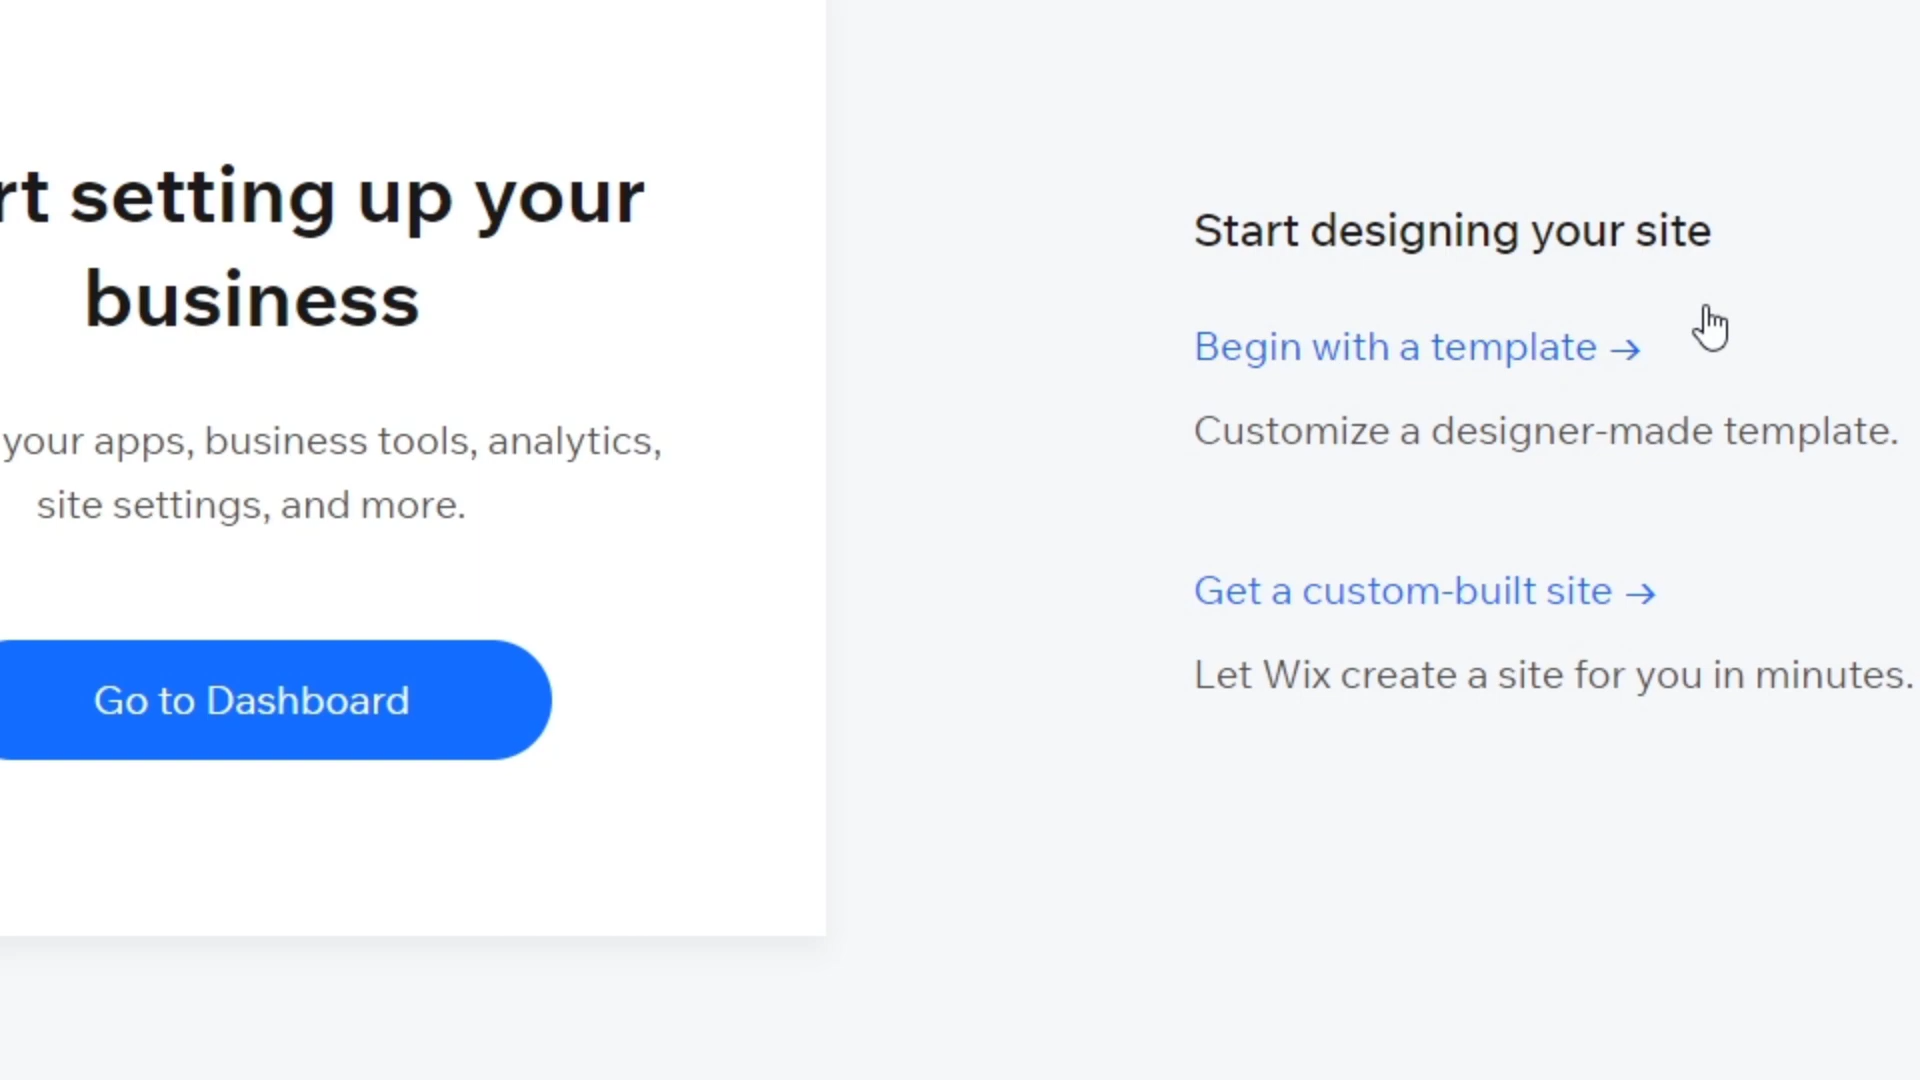 setting up your
business
your apps, business tools, analytics,
site settings, and more.
Go to Dashboard
Start designing your site
Begin with a template →
Customize a designer-made template.
Get a custom-built site →
Let Wix create a site for you in minutes.